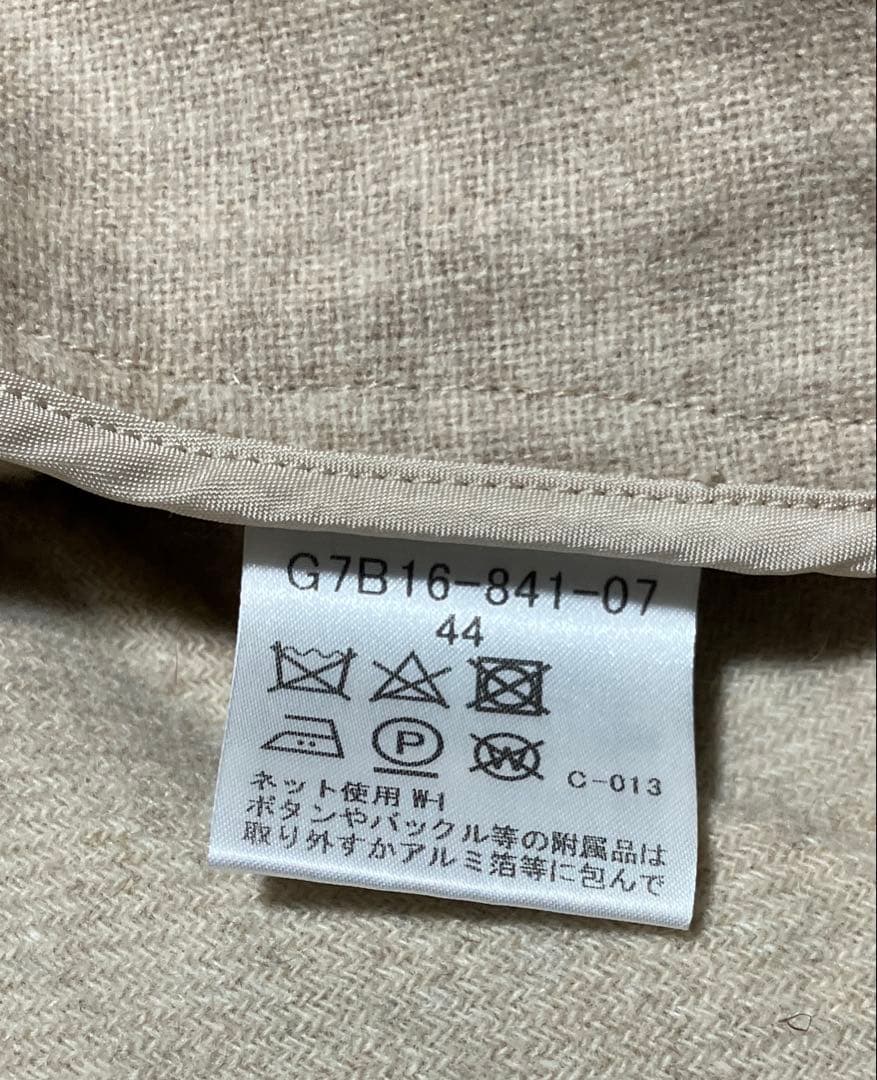 G7B16-841-07
44
P
W
C-013
ネット使用 W-1
ボタンやバックル等の附属品は
取り外すかアルミ箔等に包んで